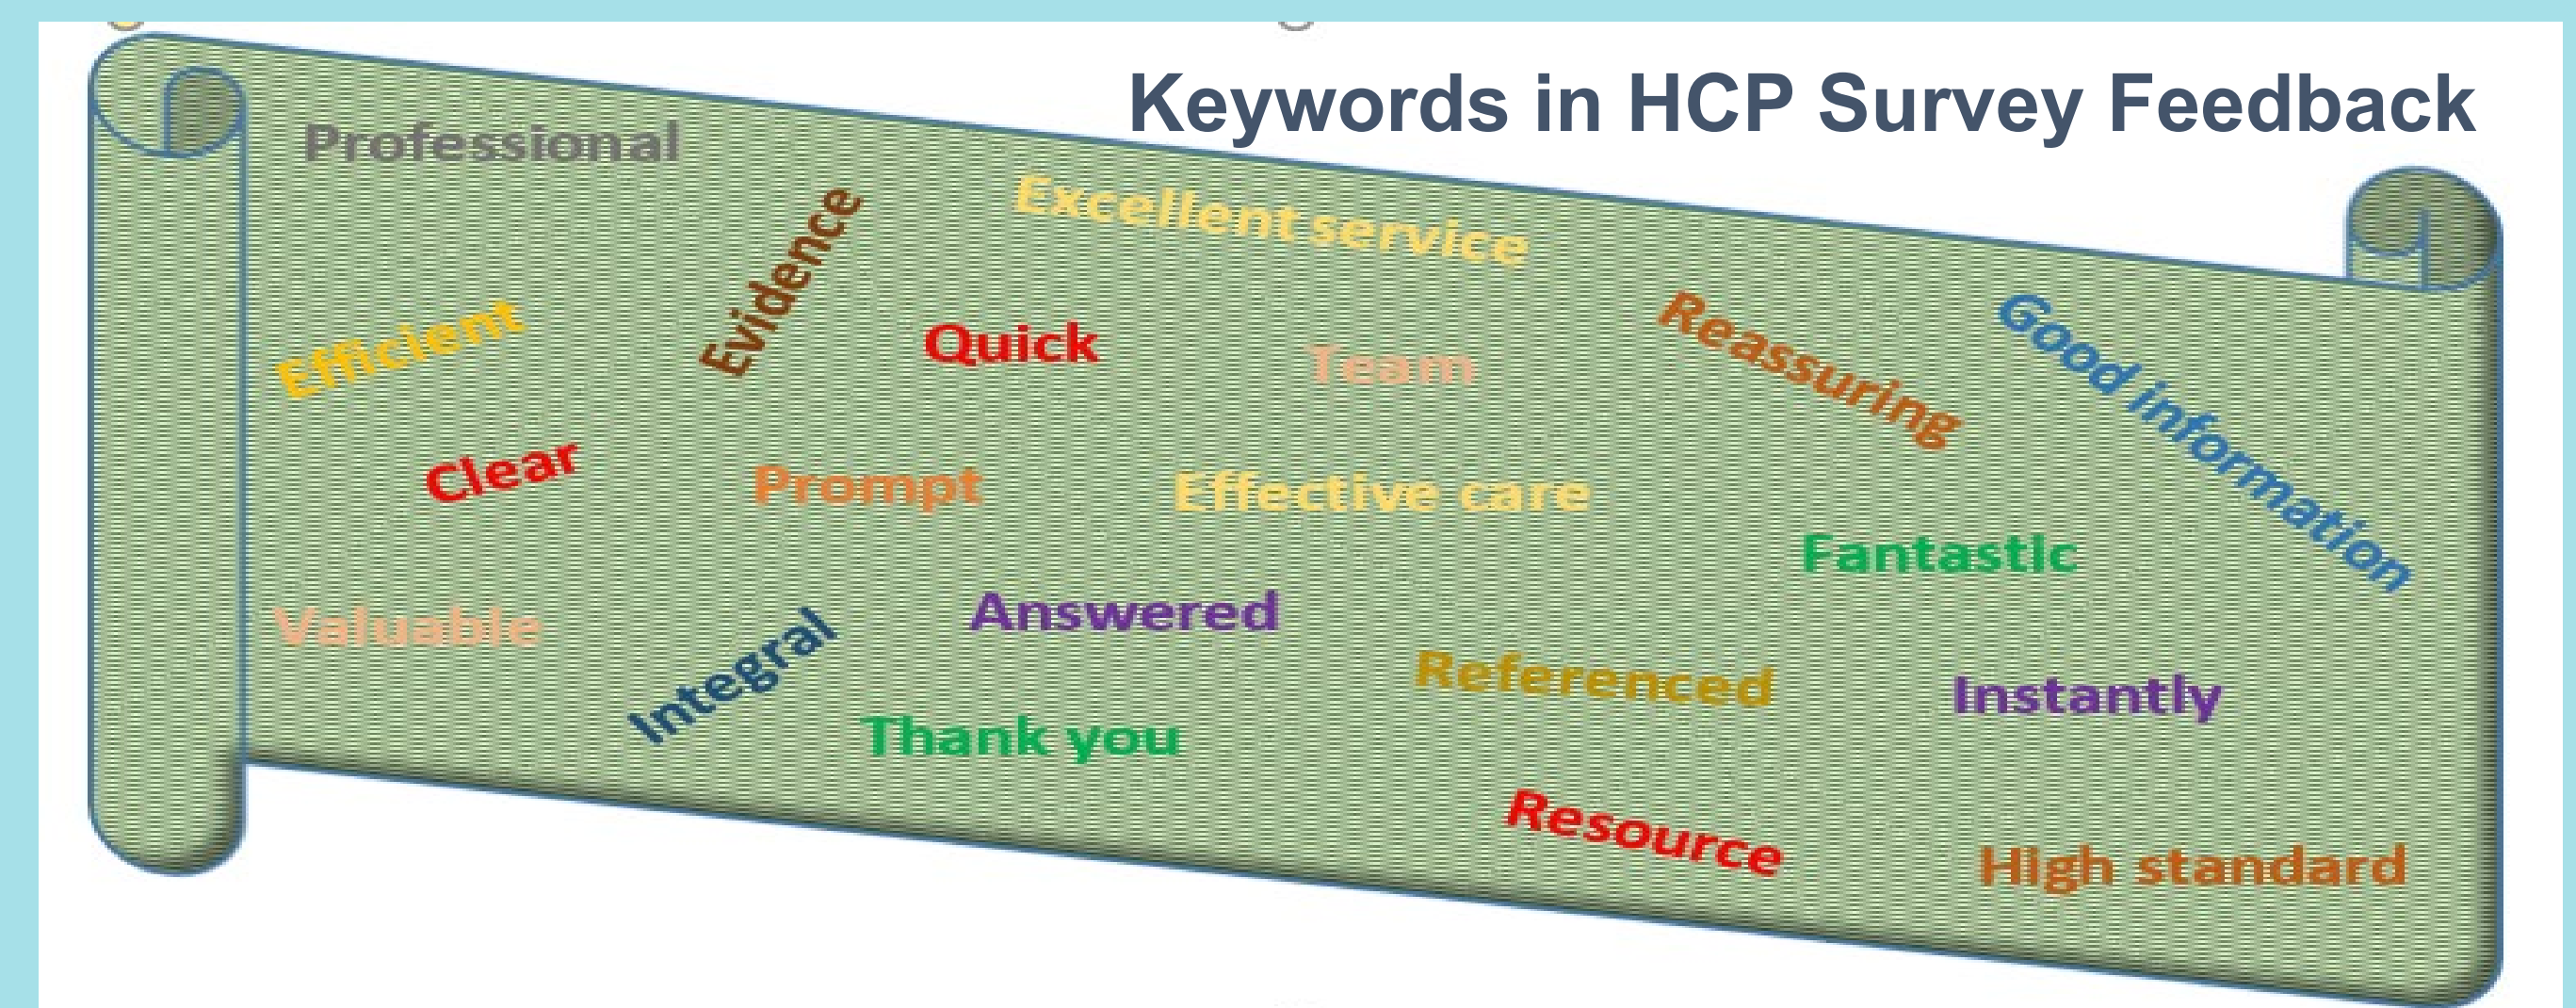 Keywords in HCP Survey Feedback
Professional
Evidence
Excellent service
Efficient
Quick
Team
Reassuring
Good information
Clear
Prompt
Effective care
Fantastic
Valuable
Integral
Answered
Referenced
Instantly
Thank you
Resource
High standard